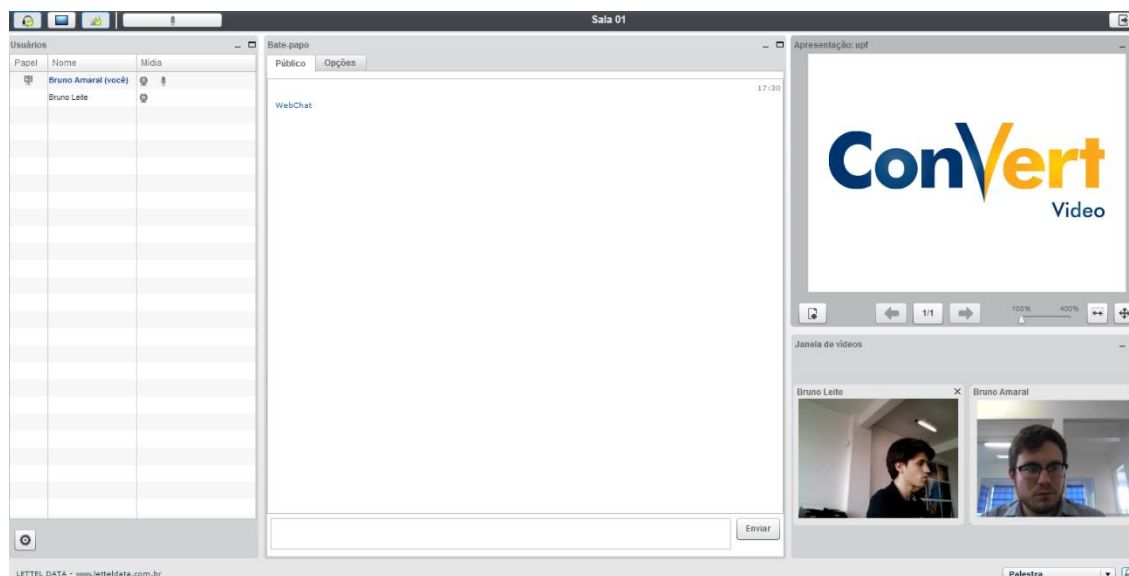 Sala 01
Usuários
Papel Nome Mídia
Bruno Amaral (você)
Bruno Leite
Bate-papo
Público Opções
17:30
WebChat
Enviar
Apresentação: upf
ConVert
Video
1/1
100% 400%
Janela de vídeos
Bruno Leite
Bruno Amaral
LETTEL DATA - www.letteldata.com.br
Palestra